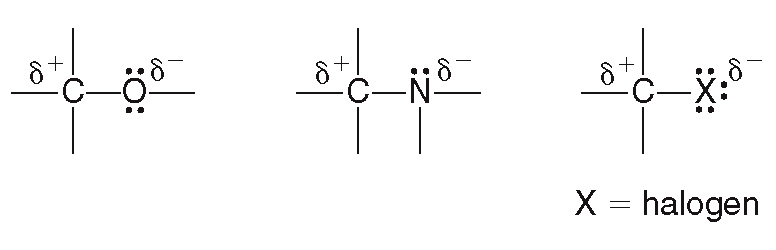 δ+ C O δ− δ+ C N δ− δ+ C X δ−
X = halogen